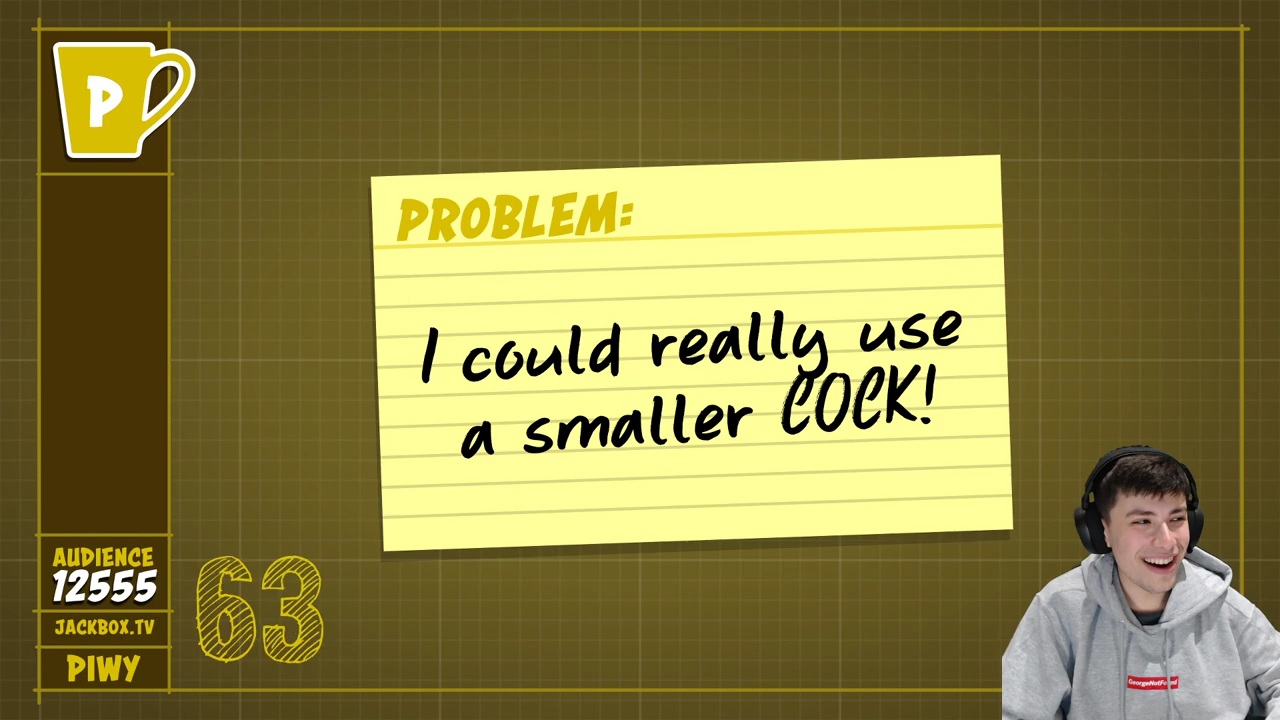 P
PROBLEM:
I could really use
a smaller COCK!
AUDIENCE
12555
JACKBOX.TV
PIWY
63
GeorgeNotFound